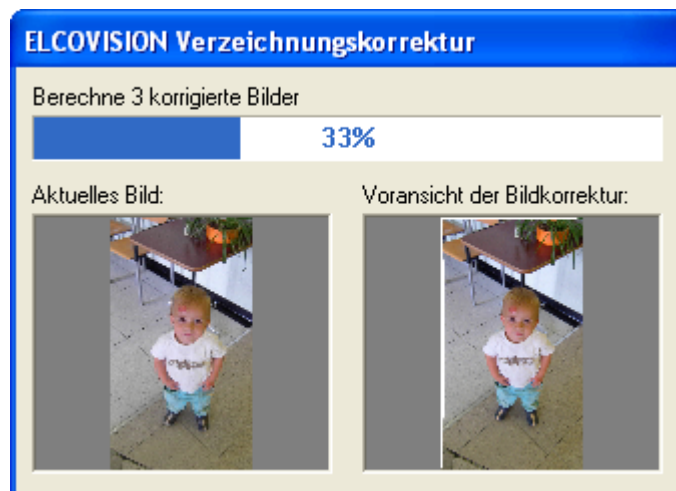 ELCOVISION Verzeichnungskorrektur
Berechne 3 korrigierte Bilder
33%
Aktuelles Bild:
Voransicht der Bildkorrektur: